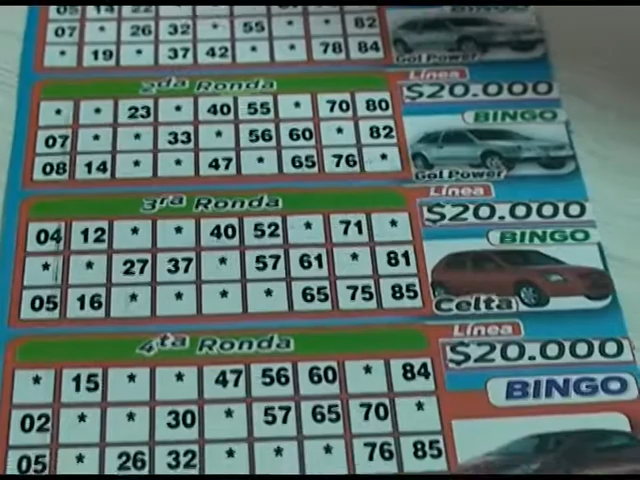 05 14 22
07 * 26 32 * 55 * * 82
* 19 * 37 42 * * 78 84
BINGO
Gol Power
2da Ronda
Línea
$20.000
* * 23 * 40 55 * 70 80
07 * * 33 * 56 60 * 82
08 14 * * 47 * 65 76 *
BINGO
Gol Power
3ra Ronda
Línea
$20.000
04 12 * * 40 52 * 71 *
* * 27 37 * 57 61 * 81
05 16 * * * * 65 75 85
BINGO
Celta
4ta Ronda
Línea
$20.000
* 15 * * 47 56 60 * 84
02 * * 30 * 57 65 70 *
05 * 26 32 * * * 76 85
BINGO